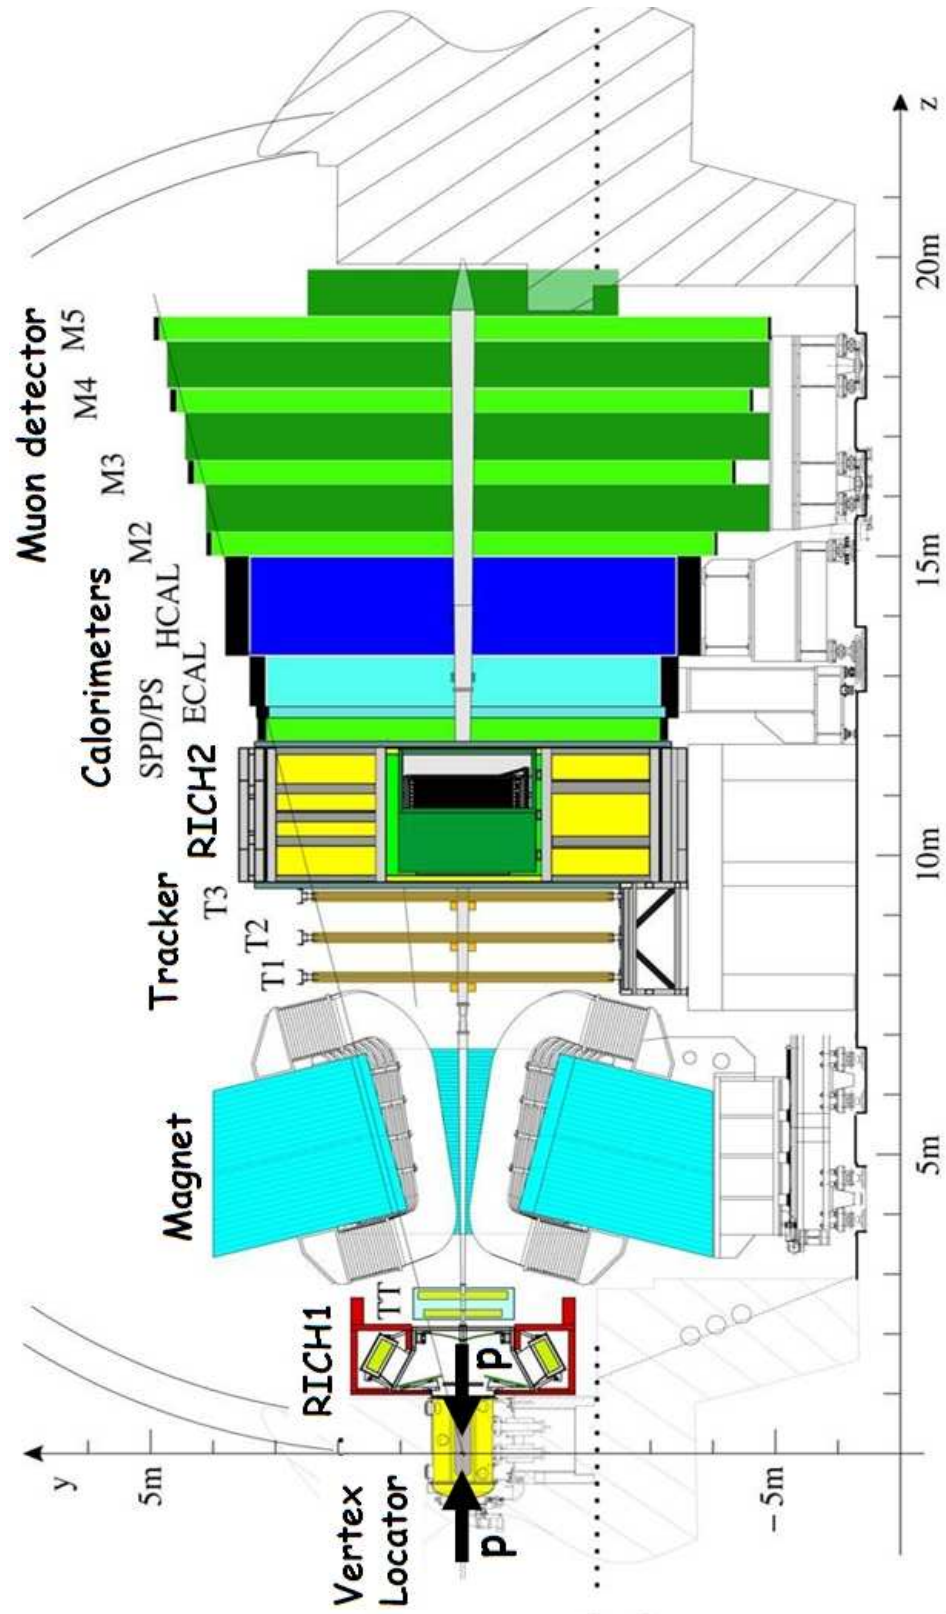 Muon detector
M5
M4
M3
M2
Calorimeters
HCAL
ECAL
SPD/PS
RICH2
Tracker
T3
T2
T1
Magnet
RICH1
TT
Vertex
Locator
p
p
y
5m
− 5m
5m
10m
15m
20m
z